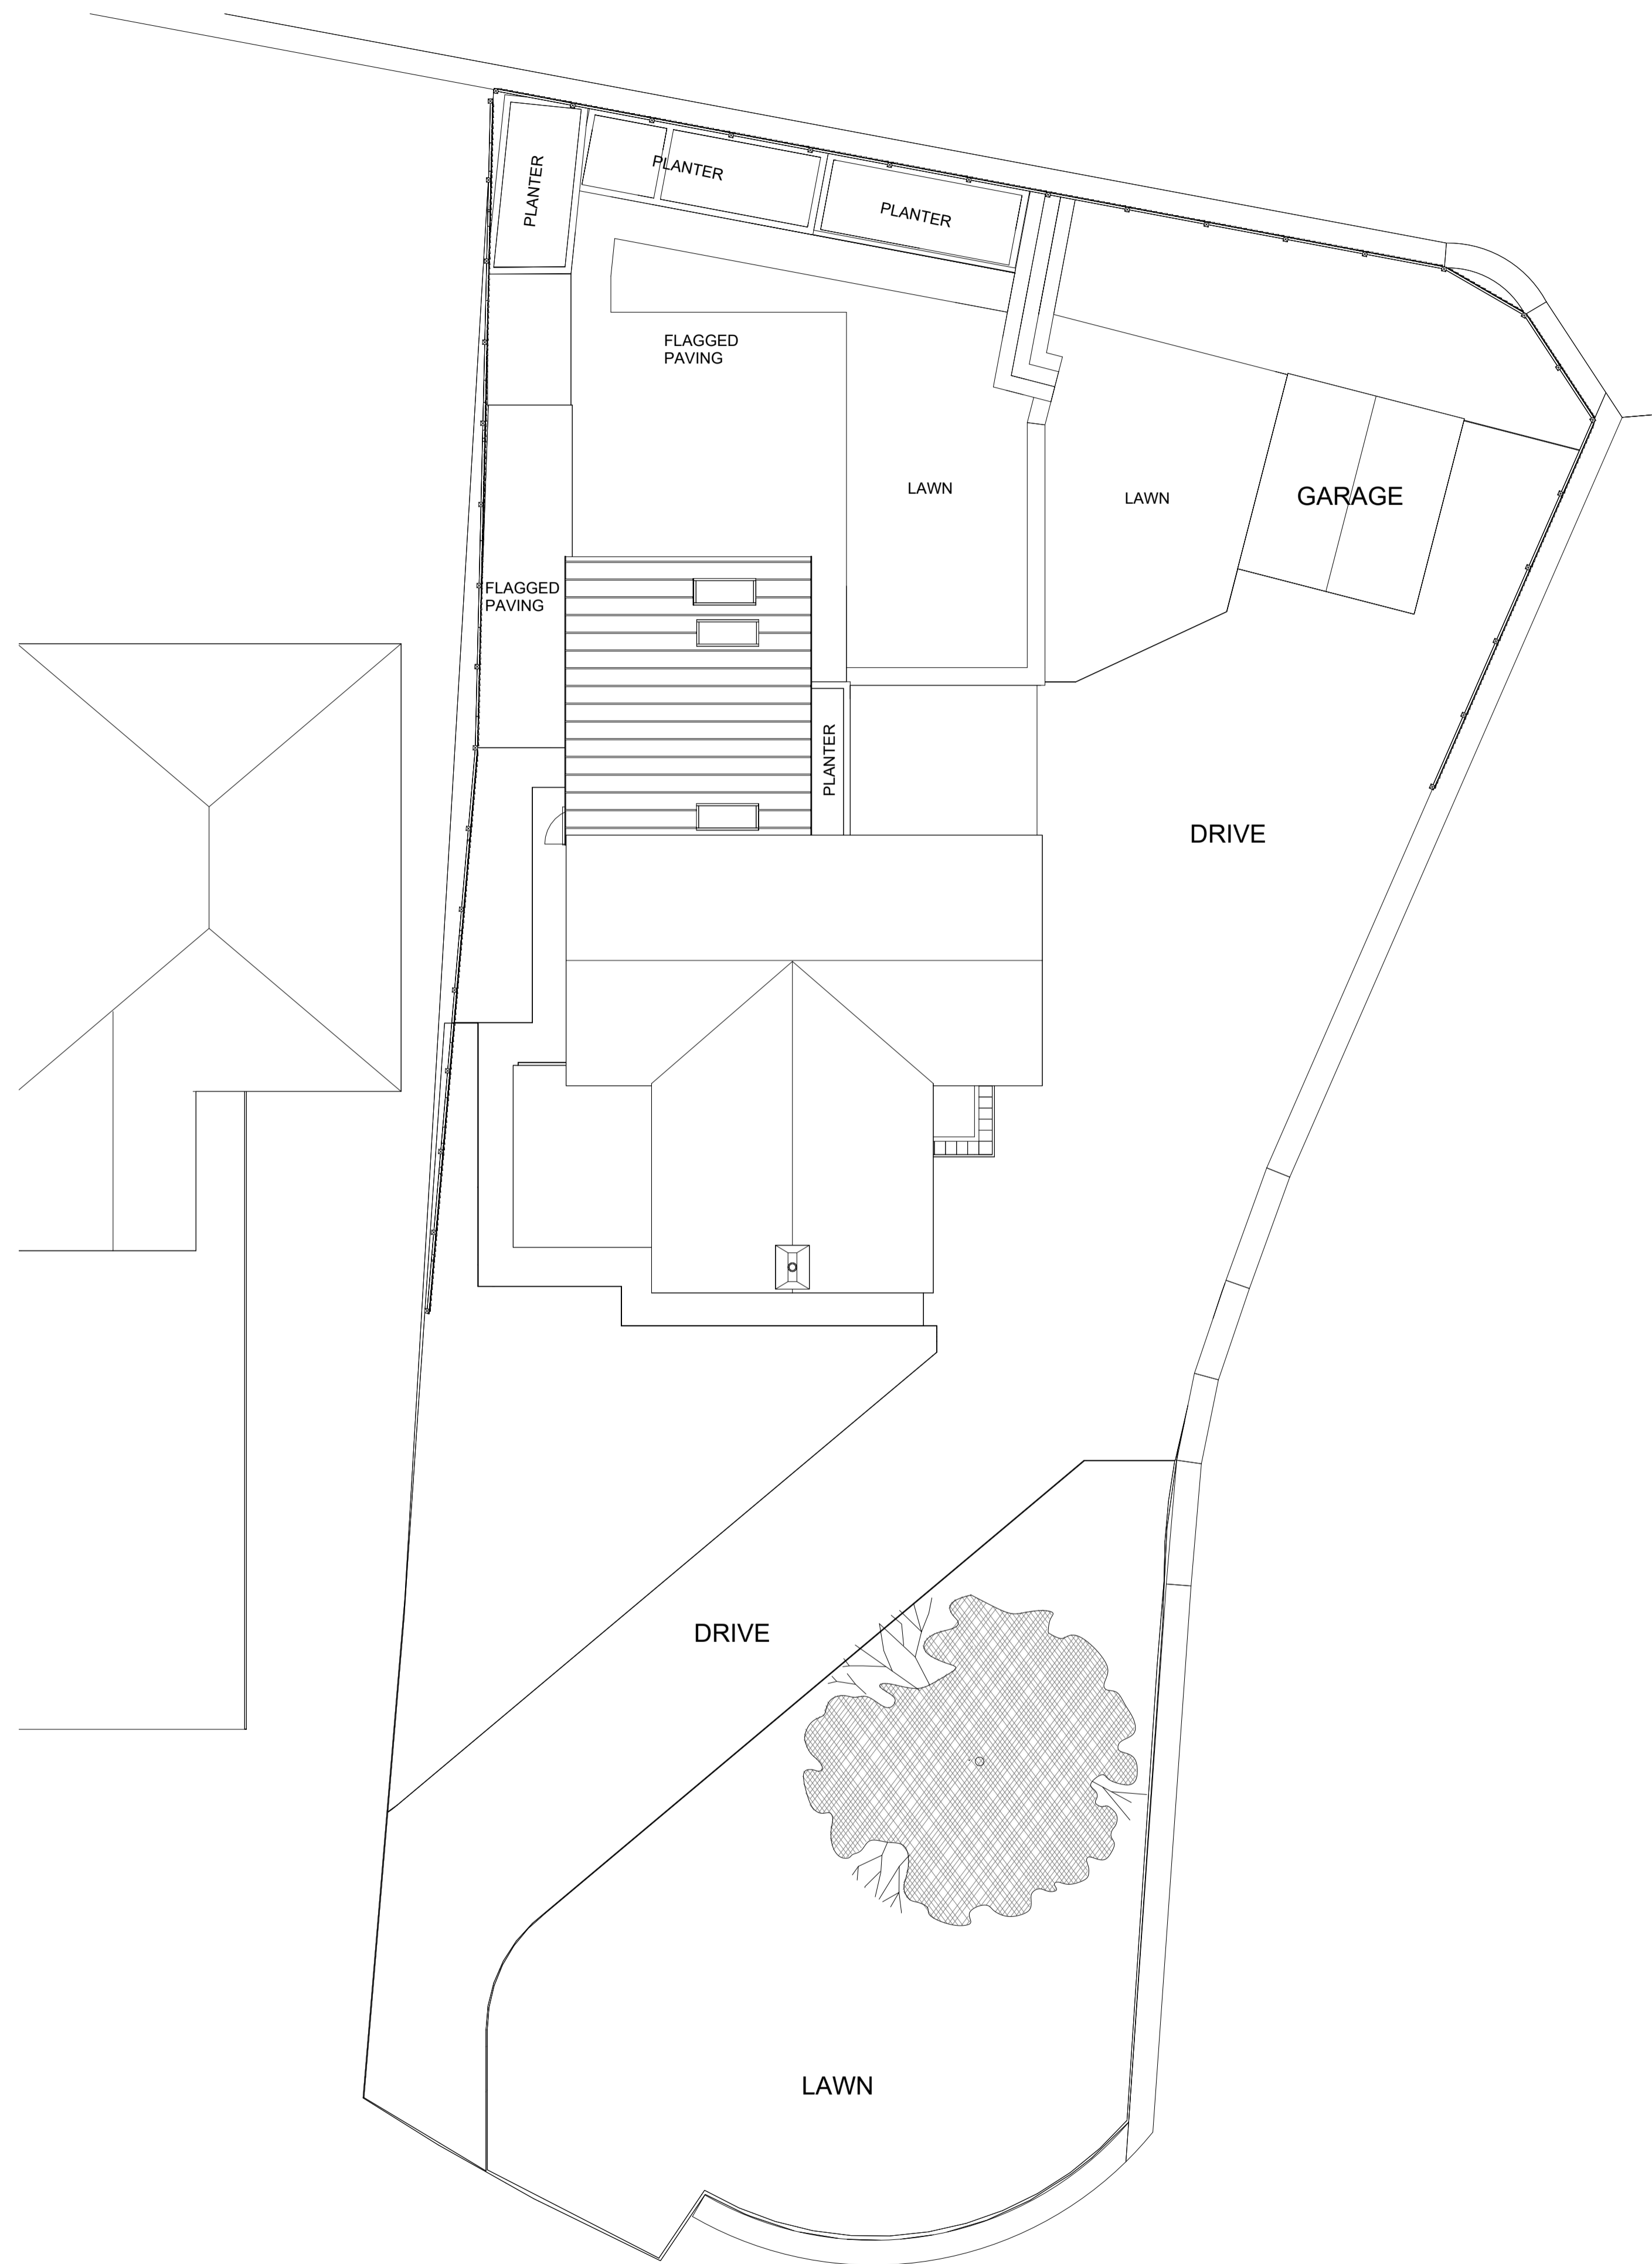 PLANTER
PLANTER
PLANTER
FLAGGED
PAVING
LAWN
LAWN
GARAGE
FLAGGED
PAVING
PLANTER
DRIVE
DRIVE
LAWN